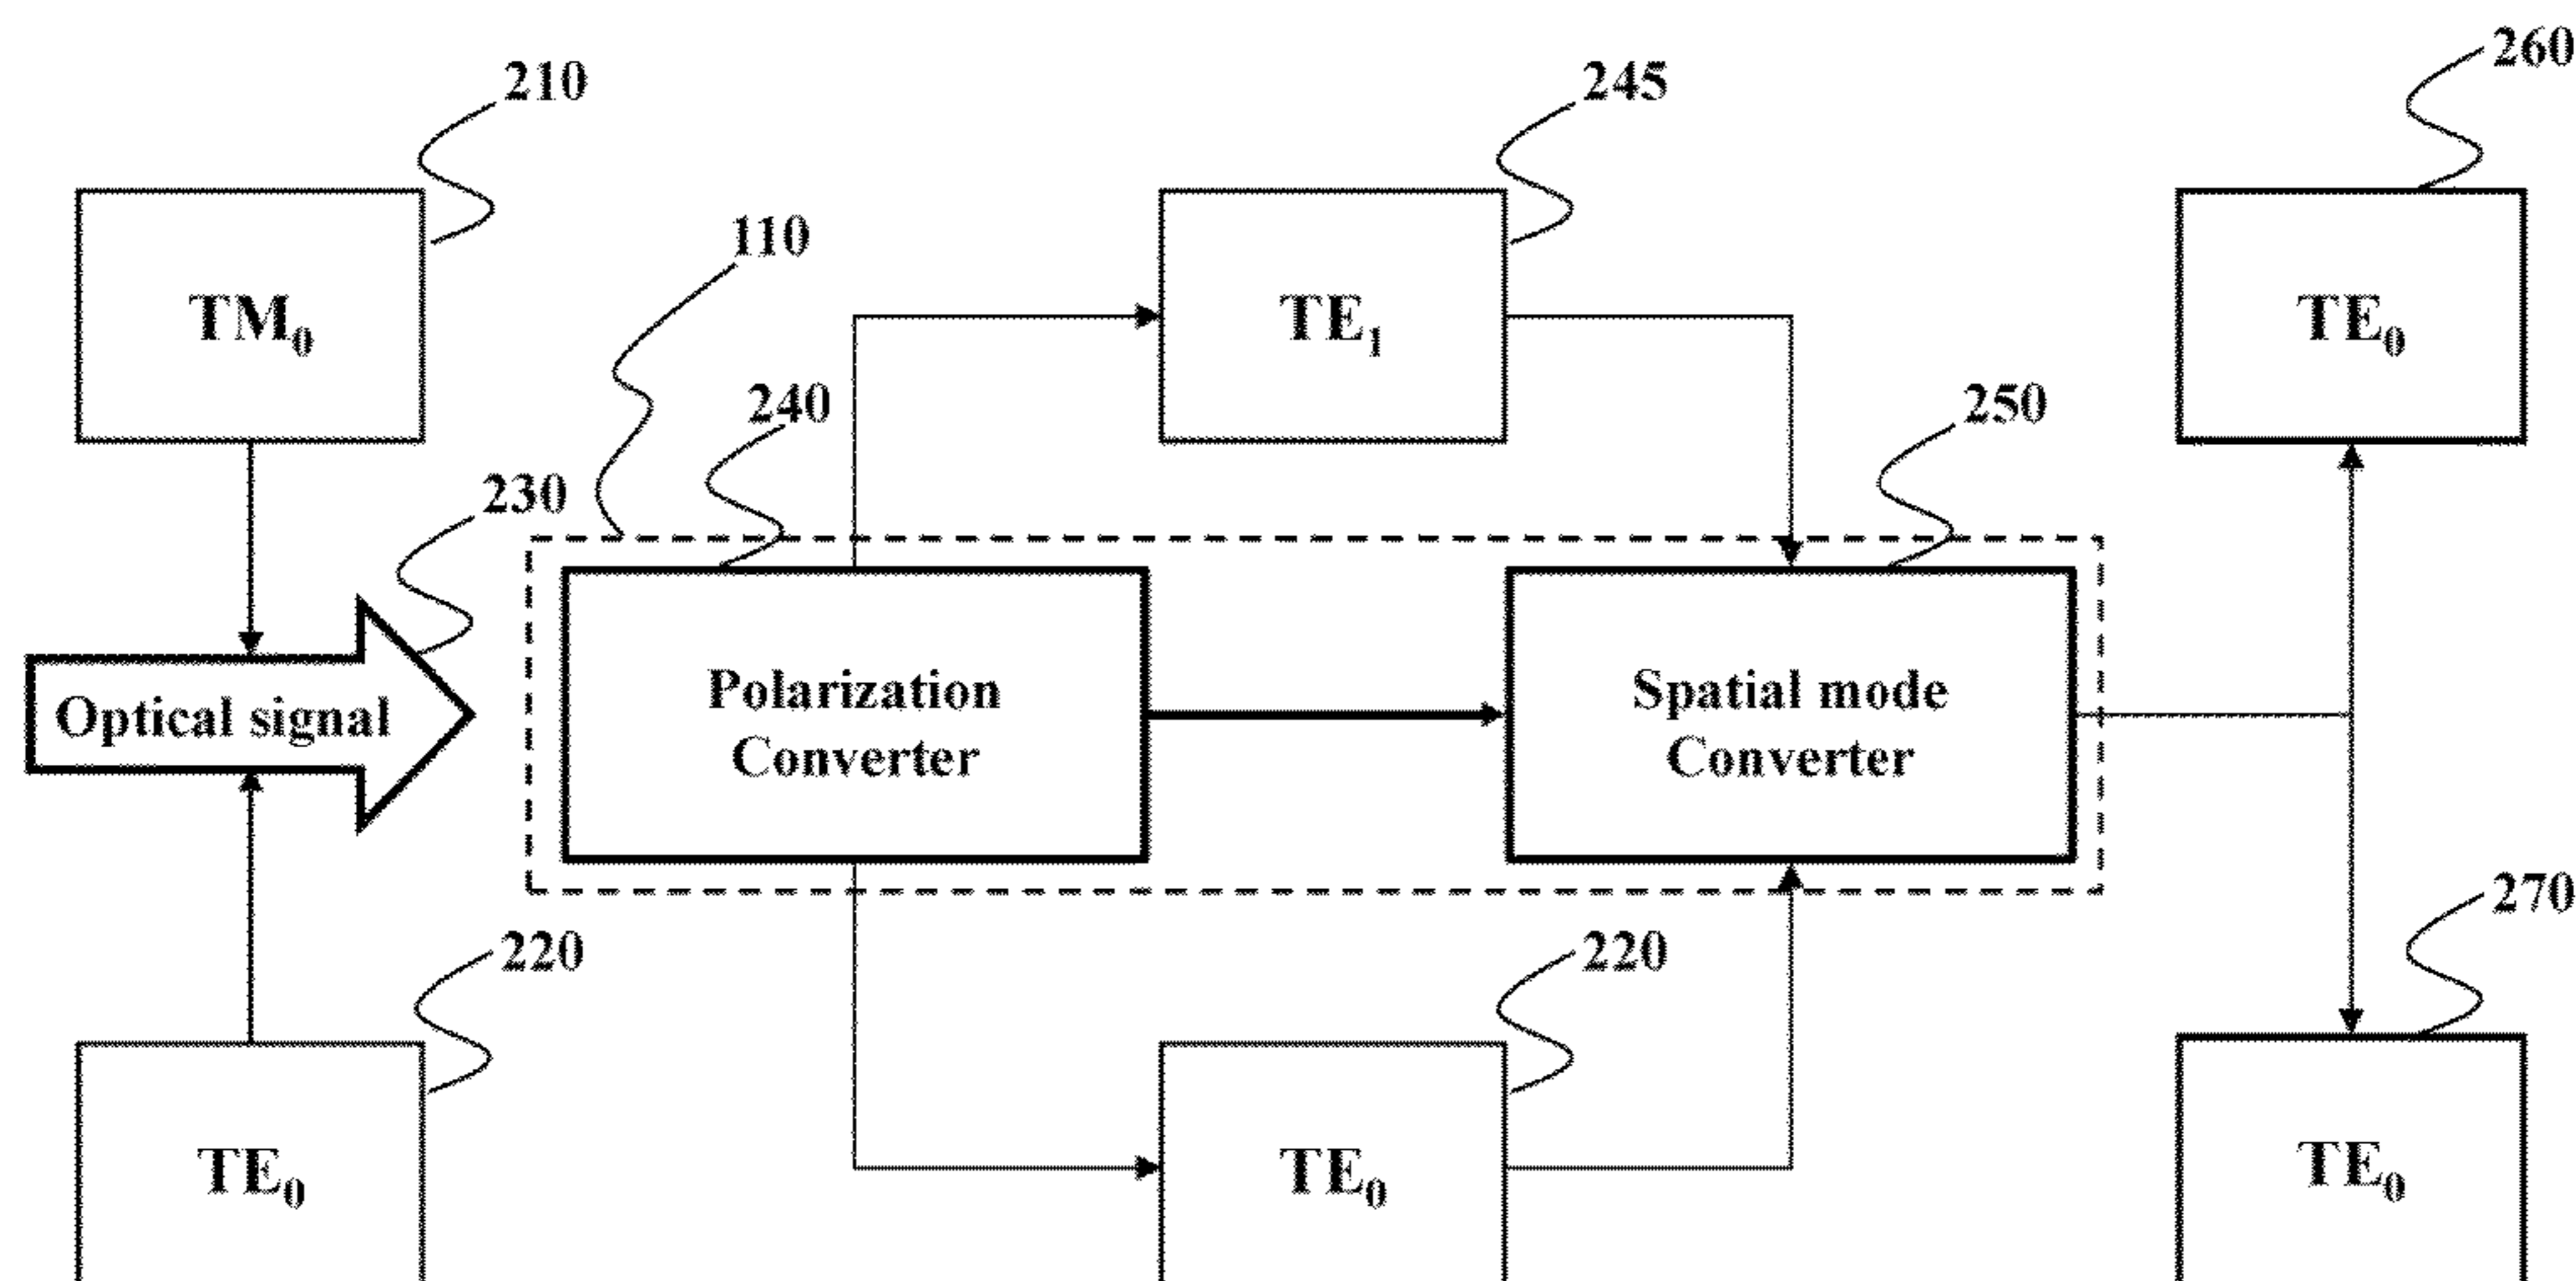 260
210
245
110
TM₀
TE₁
TE₀
240
250
230
Optical signal
Polarization
Converter
Spatial mode
Converter
270
220
220
TE₀
TE₀
TE₀